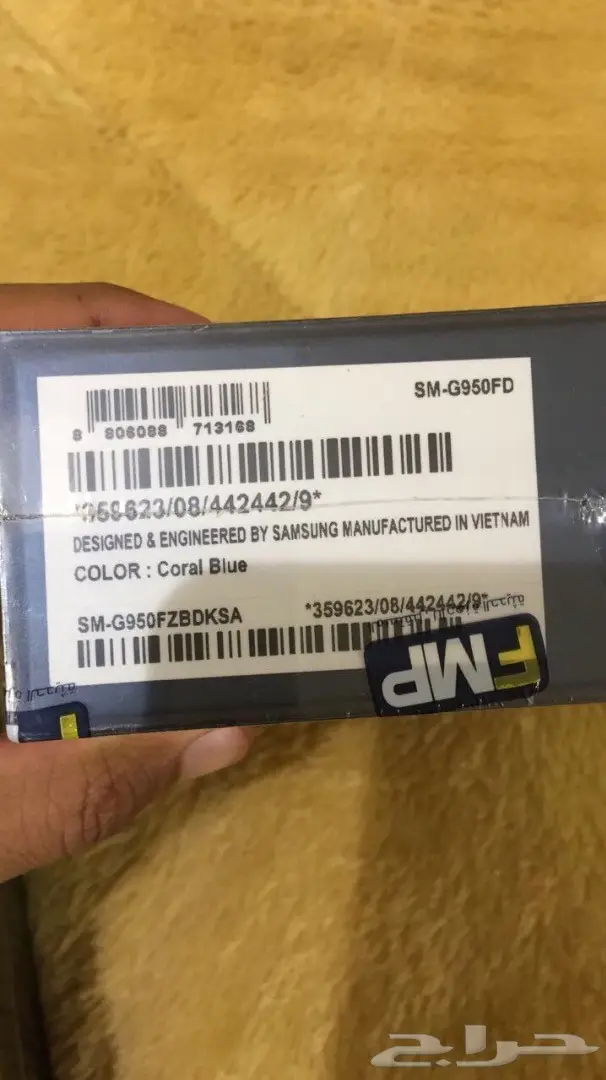 SM-G950FD
8 806088 713168
*358623/08/442442/9*
DESIGNED & ENGINEERED BY SAMSUNG MANUFACTURED IN VIETNAM
COLOR : Coral Blue
SM-G950FZBDKSA
*359623/08/442442/9*
FMP
حراج